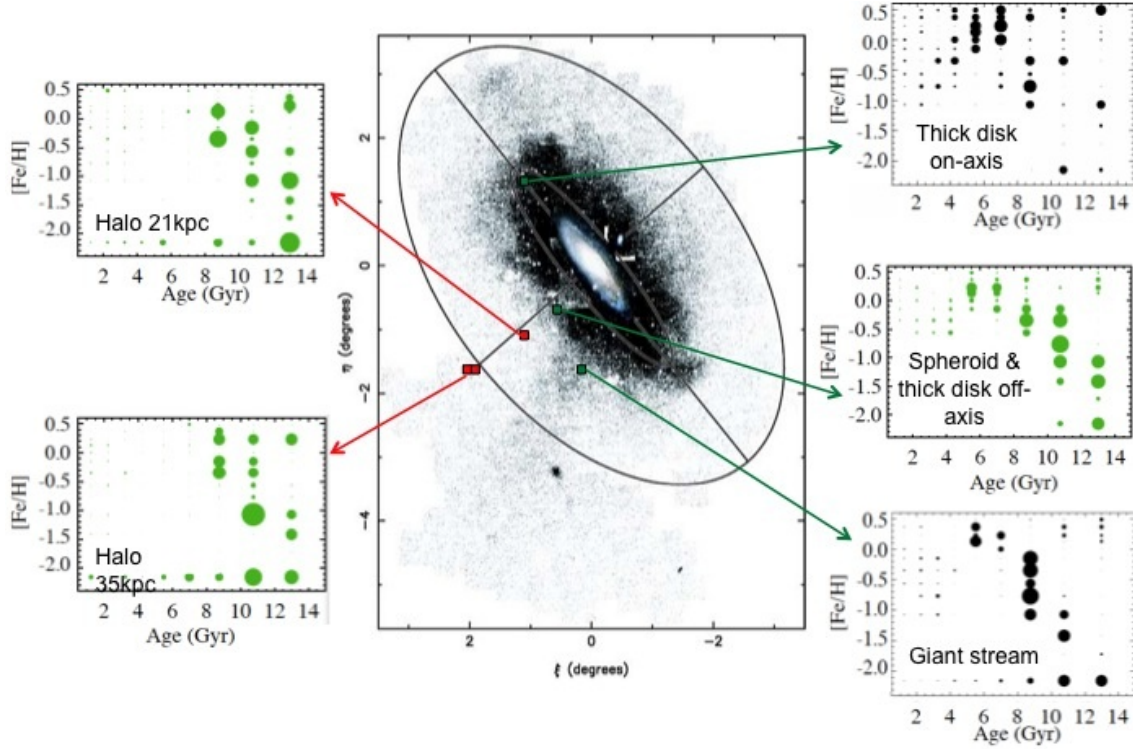 0.5
0.0
-0.5
-1.0
-1.5
-2.0
[Fe/H]
Halo 21kpc
2 4 6 8 10 12 14
Age (Gyr)
0.5
0.0
-0.5
-1.0
-1.5
-2.0
[Fe/H]
Halo
35kpc
2 4 6 8 10 12 14
Age (Gyr)
2
0
-2
-4
η (degrees)
2 0 -2
ξ (degrees)
0.5
0.0
-0.5
-1.0
-1.5
-2.0
[Fe/H]
Thick disk
on-axis
2 4 6 8 10 12 14
Age (Gyr)
0.5
0.0
-0.5
-1.0
-1.5
-2.0
[Fe/H]
Spheroid &
thick disk off-
axis
2 4 6 8 10 12 14
Age (Gyr)
0.5
0.0
-0.5
-1.0
-1.5
-2.0
[Fe/H]
Giant stream
2 4 6 8 10 12 14
Age (Gyr)